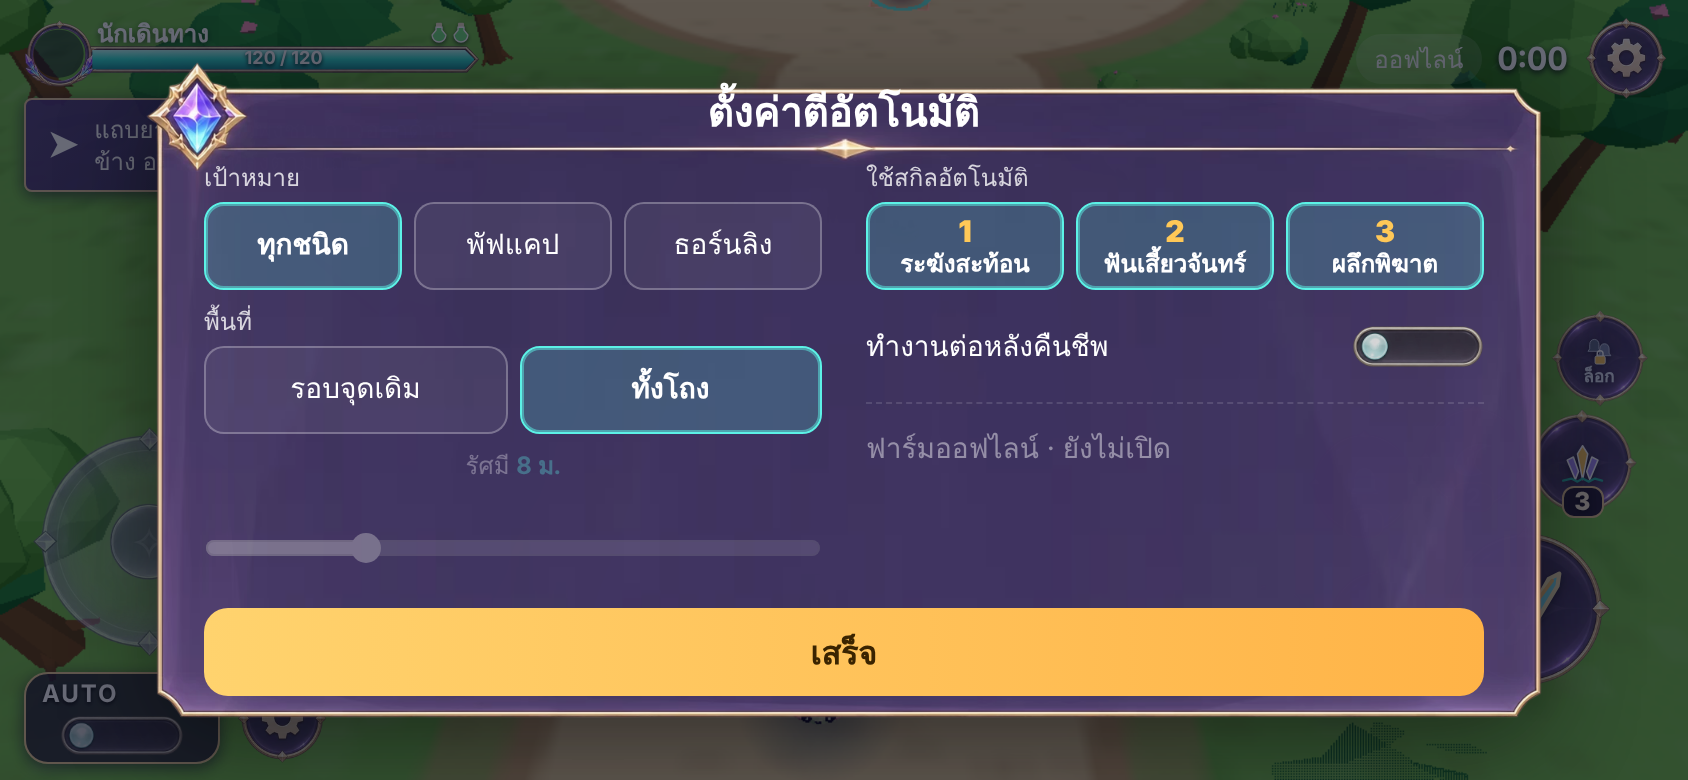 นักเดินทาง
120 / 120
ออฟไลน์
0:00
แถบย
ข้าง อ
ตั้งค่าตีอัตโนมัติ
เป้าหมาย
ทุกชนิด
พัฟแคป
ธอร์นลิง
พื้นที่
รอบจุดเดิม
ทั้งโถง
รัศมี 8 ม.
ใช้สกิลอัตโนมัติ
1
ระฆังสะท้อน
2
ฟันเสี้ยวจันทร์
3
ผลึกพิฆาต
ทำงานต่อหลังคืนชีพ
ฟาร์มออฟไลน์ · ยังไม่เปิด
ล็อก
3
เสร็จ
AUTO